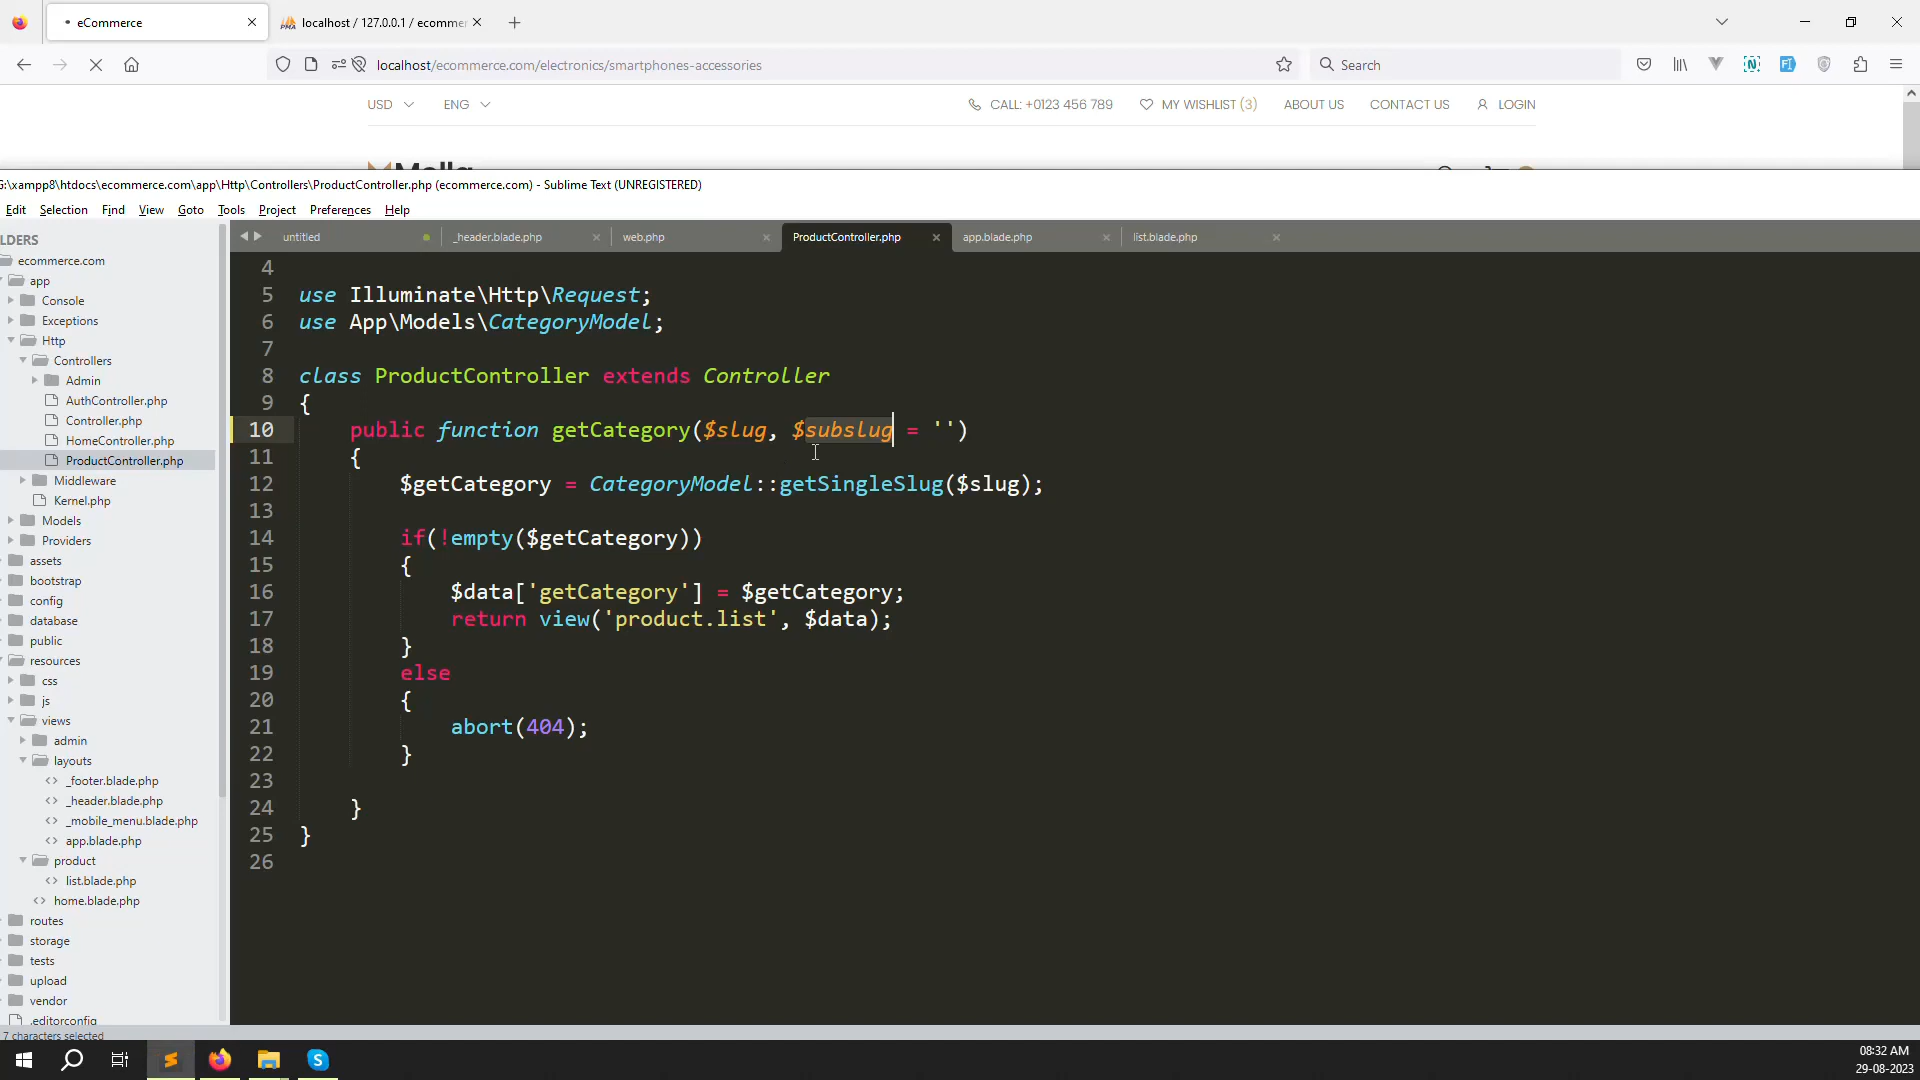 eCommerce
localhost / 127.0.0.1 / ecomme
localhost/ecommerce.com/electronics/smartphones-accessories
Search
USD
ENG
CALL: +0123 456 789
MY WISHLIST (3)
ABOUT US
CONTACT US
LOGIN
G:\xampp8\htdocs\ecommerce.com\app\Http\Controllers\ProductController.php (ecommerce.com) - Sublime Text (UNREGISTERED)
Edit Selection Find View Goto Tools Project Preferences Help
LDERS
ecommerce.com
app
Console
Exceptions
Http
Controllers
Admin
AuthController.php
Controller.php
HomeController.php
ProductController.php
Middleware
Kernel.php
Models
Providers
assets
bootstrap
config
database
public
resources
css
js
views
admin
layouts
_footer.blade.php
_header.blade.php
_mobile_menu.blade.php
app.blade.php
product
list.blade.php
home.blade.php
routes
storage
tests
upload
vendor
.editorconfig
7 characters selected
untitled
_header.blade.php
web.php
ProductController.php
app.blade.php
list.blade.php
4
5 use Illuminate\Http\Request;
6 use App\Models\CategoryModel;
7
8 class ProductController extends Controller
9 {
10 public function getCategory($slug, $subslug = '')
11 {
12 $getCategory = CategoryModel::getSingleSlug($slug);
13
14 if(!empty($getCategory))
15 {
16 $data['getCategory'] = $getCategory;
17 return view('product.list', $data);
18 }
19 else
20 {
21 abort(404);
22 }
23
24 }
25 }
26
08:32 AM
29-08-2023